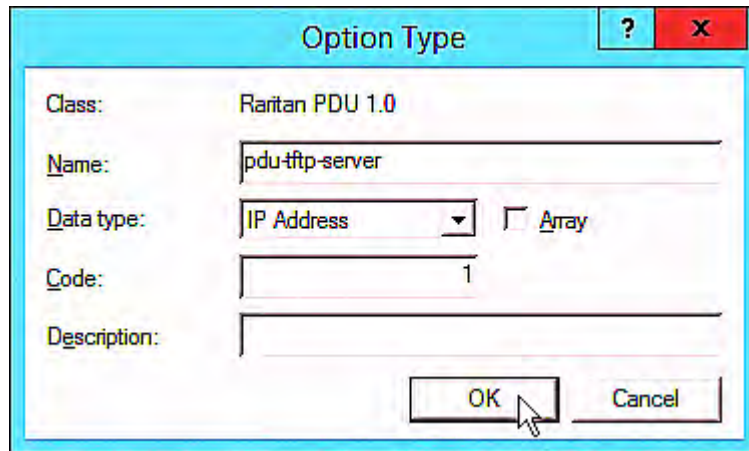 Option Type
?
x
Class: Raritan PDU 1.0
Name: pdu-tftp-server
Data type: IP Address Array
Code: 1
Description:
OK Cancel